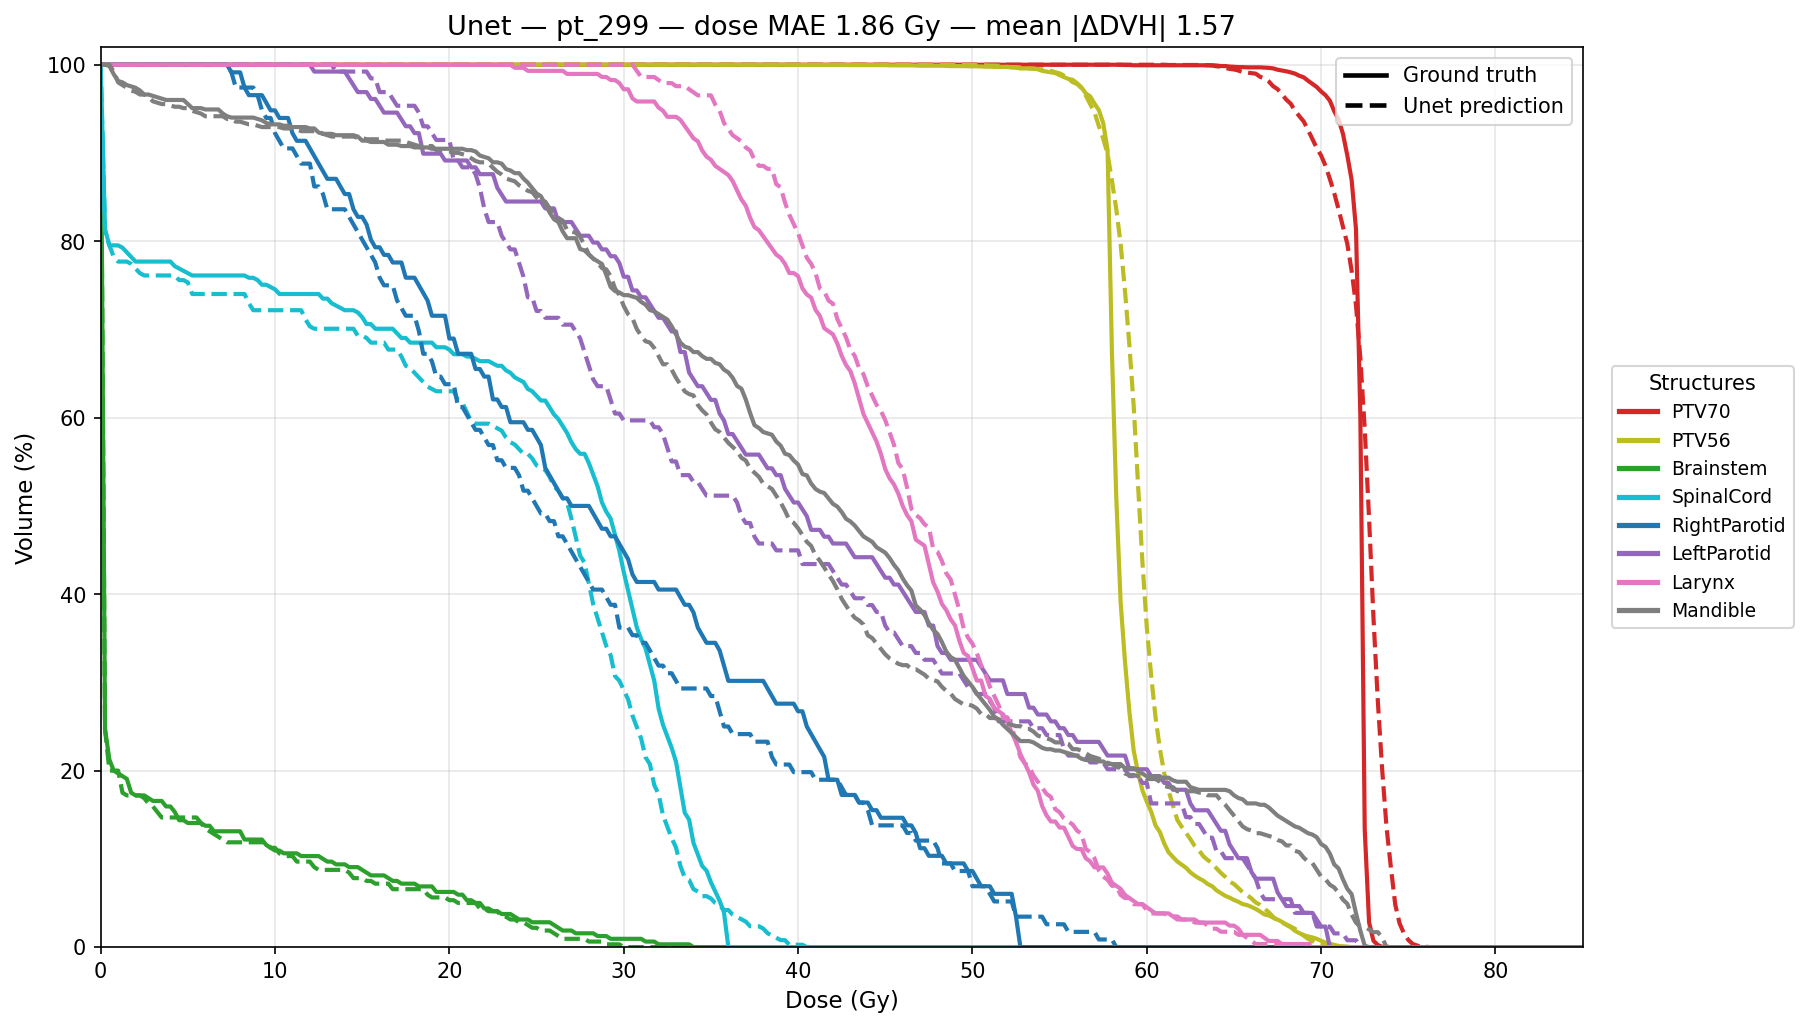 Unet — pt_299 — dose MAE 1.86 Gy — mean |ΔDVH| 1.57
Ground truth
Unet prediction
100
80
60
40
20
0
Volume (%)
0 10 20 30 40 50 60 70 80
Dose (Gy)
Structures
PTV70
PTV56
Brainstem
SpinalCord
RightParotid
LeftParotid
Larynx
Mandible